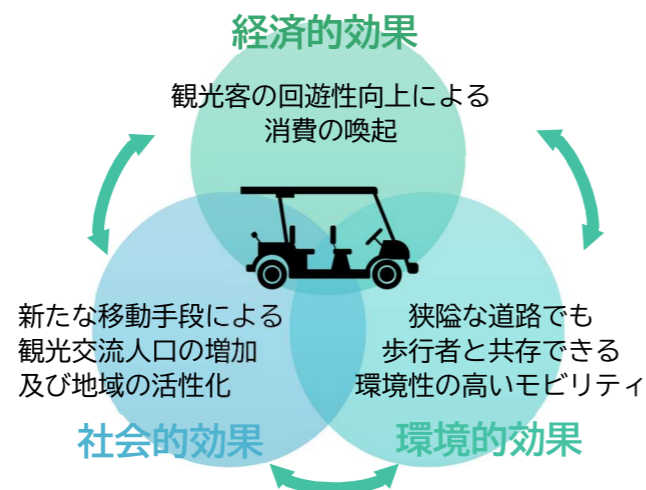 経済的効果
観光客の回遊性向上による
消費の喚起
新たな移動手段による
観光交流人口の増加
及び地域の活性化
社会的効果
狭隘な道路でも
歩行者と共存できる
環境性の高いモビリティ
環境的効果